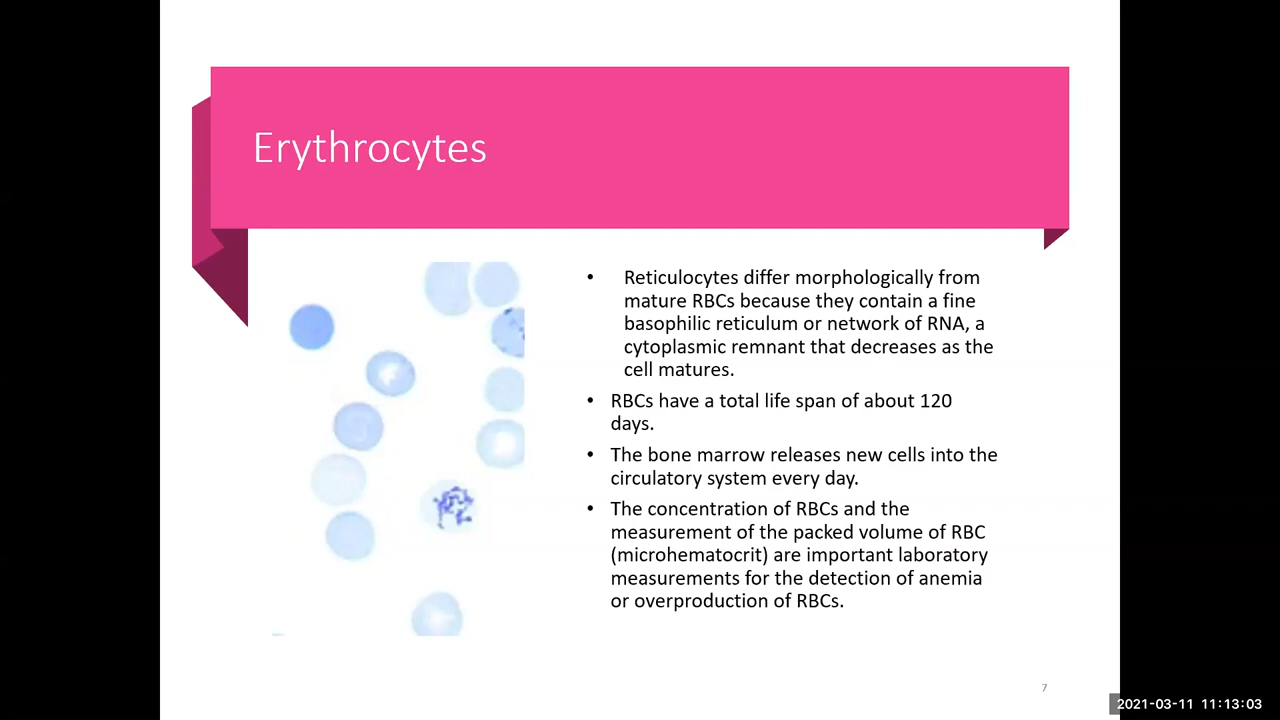 Erythrocytes
• Reticulocytes differ morphologically from
mature RBCs because they contain a fine
basophilic reticulum or network of RNA, a
cytoplasmic remnant that decreases as the
cell matures.
• RBCs have a total life span of about 120
days.
• The bone marrow releases new cells into the
circulatory system every day.
• The concentration of RBCs and the
measurement of the packed volume of RBC
(microhematocrit) are important laboratory
measurements for the detection of anemia
or overproduction of RBCs.
7
2021-03-11 11:13:03